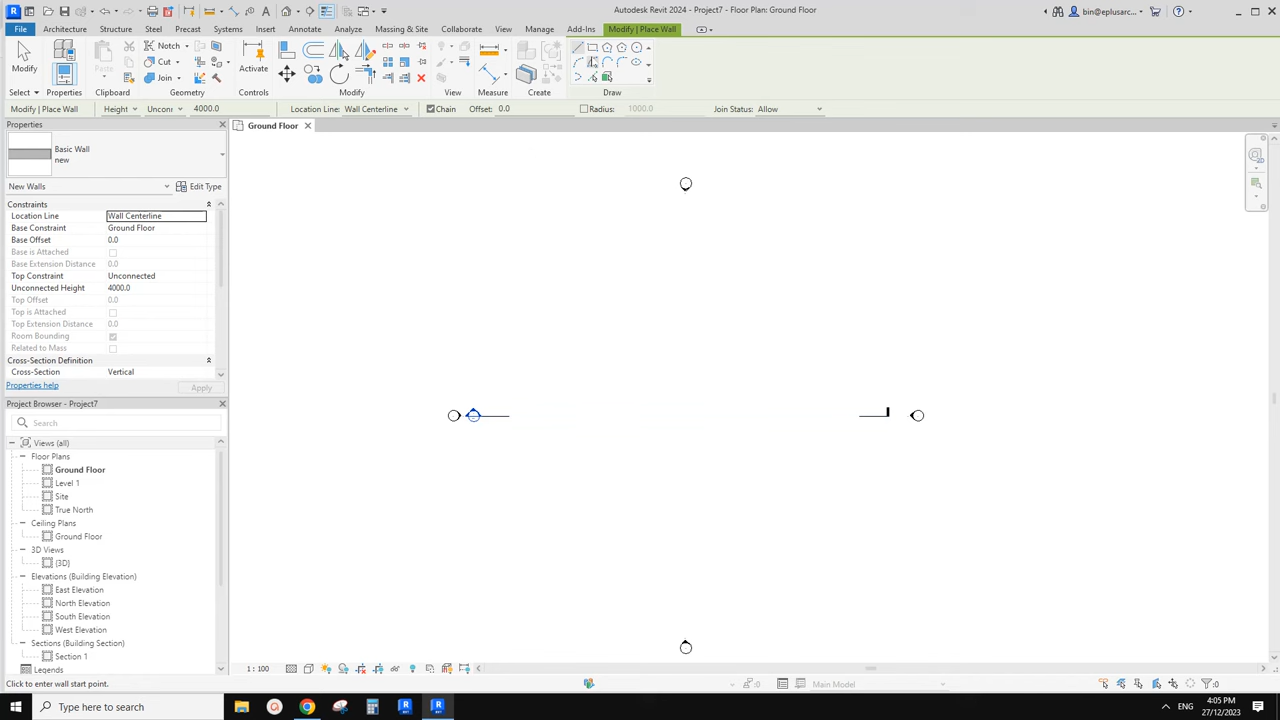 Autodesk Revit 2024 - Project7 - Floor Plan: Ground Floor
bin@eplusarc...
File Architecture Structure Steel Precast Systems Insert Annotate Analyze Massing & Site Collaborate View Manage Add-Ins Modify | Place Wall
Modify Properties Paste Notch Cut Join Activate
Select Properties Clipboard Geometry Controls Modify View Measure Create Draw
Modify | Place Wall Height Unconr 4000.0 Location Line: Wall Centerline Chain Offset: 0.0 Radius: 1000.0 Join Status: Allow
Properties
Ground Floor
Basic Wall
new
New Walls Edit Type
Constraints
Location Line Wall Centerline
Base Constraint Ground Floor
Base Offset 0.0
Base is Attached
Base Extension Distance 0.0
Top Constraint Unconnected
Unconnected Height 4000.0
Top Offset 0.0
Top is Attached
Top Extension Distance 0.0
Room Bounding
Related to Mass
Cross-Section Definition
Cross-Section Vertical
Properties help Apply
Project Browser - Project7
Search
Views (all)
Floor Plans
Ground Floor
Level 1
Site
True North
Ceiling Plans
Ground Floor
3D Views
{3D}
Elevations (Building Elevation)
East Elevation
North Elevation
South Elevation
West Elevation
Sections (Building Section)
Section 1
Legends
1 : 100
Click to enter wall start point. :0 Main Model :0
Type here to search
ENG
4:05 PM
27/12/2023